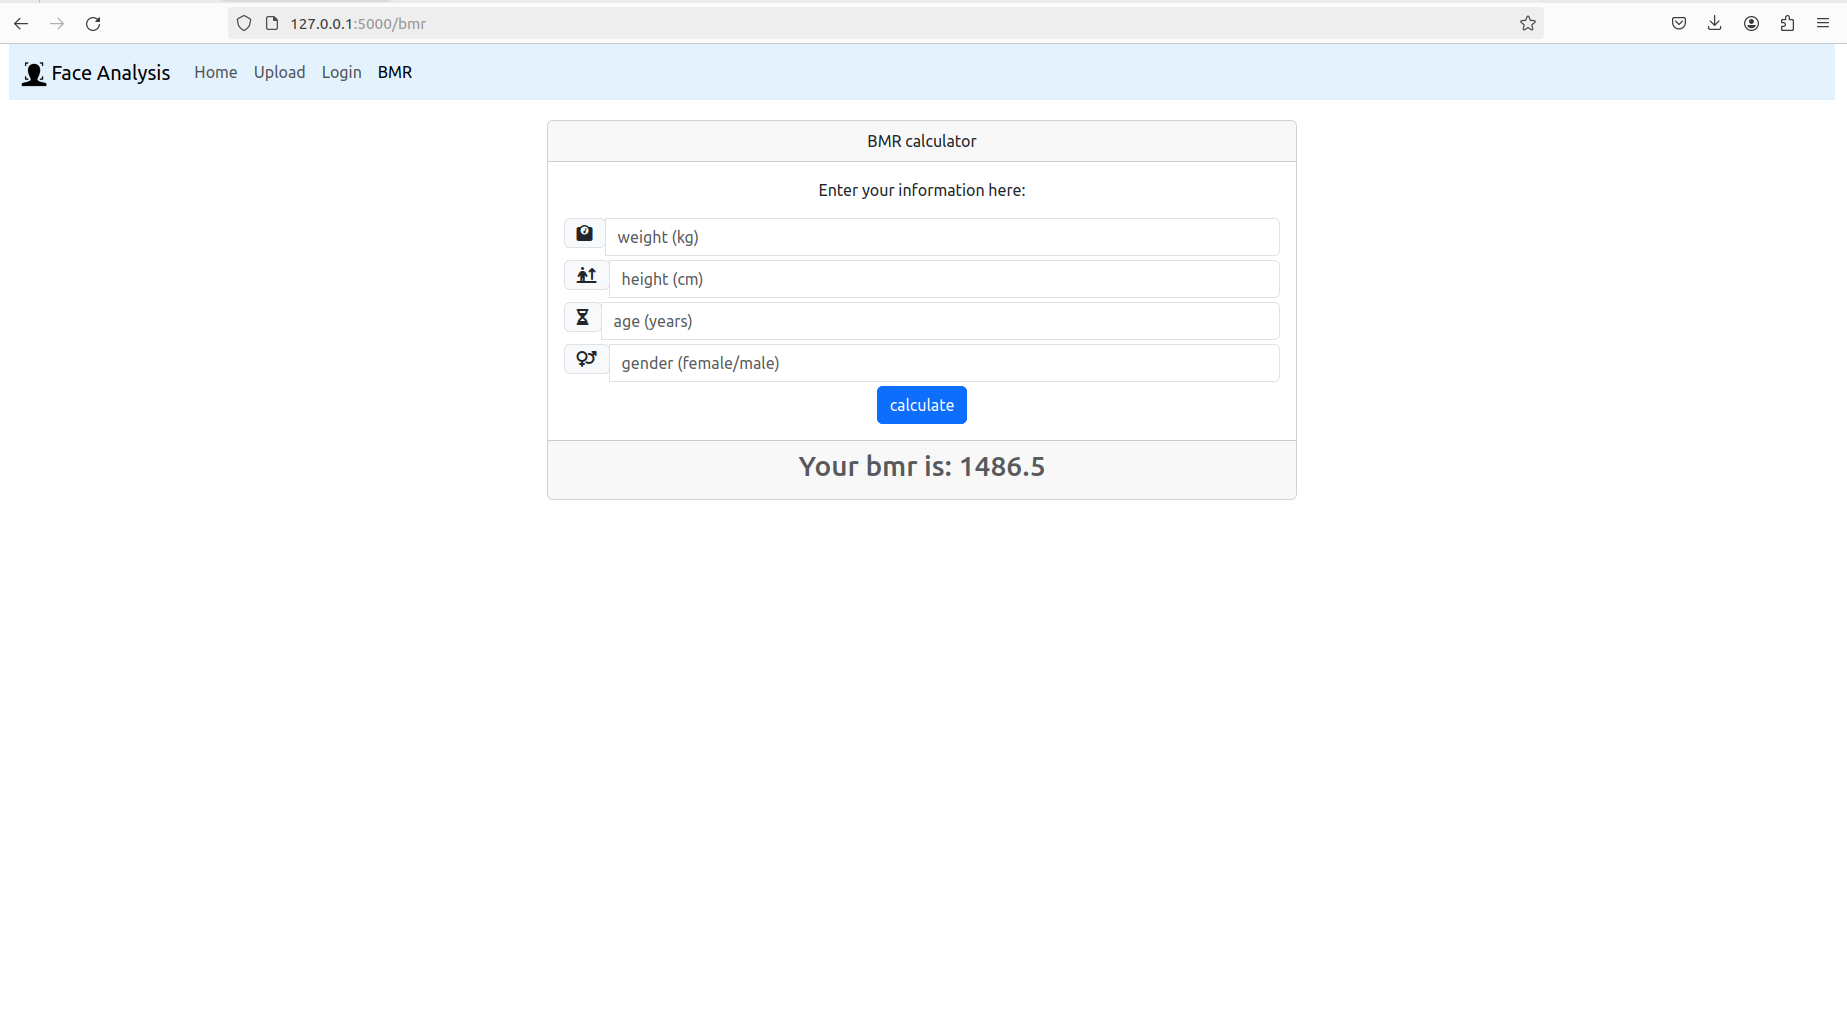 127.0.0.1:5000/bmr
Face Analysis Home Upload Login BMR
BMR calculator
Enter your information here:
weight (kg)
height (cm)
age (years)
gender (female/male)
calculate
Your bmr is: 1486.5